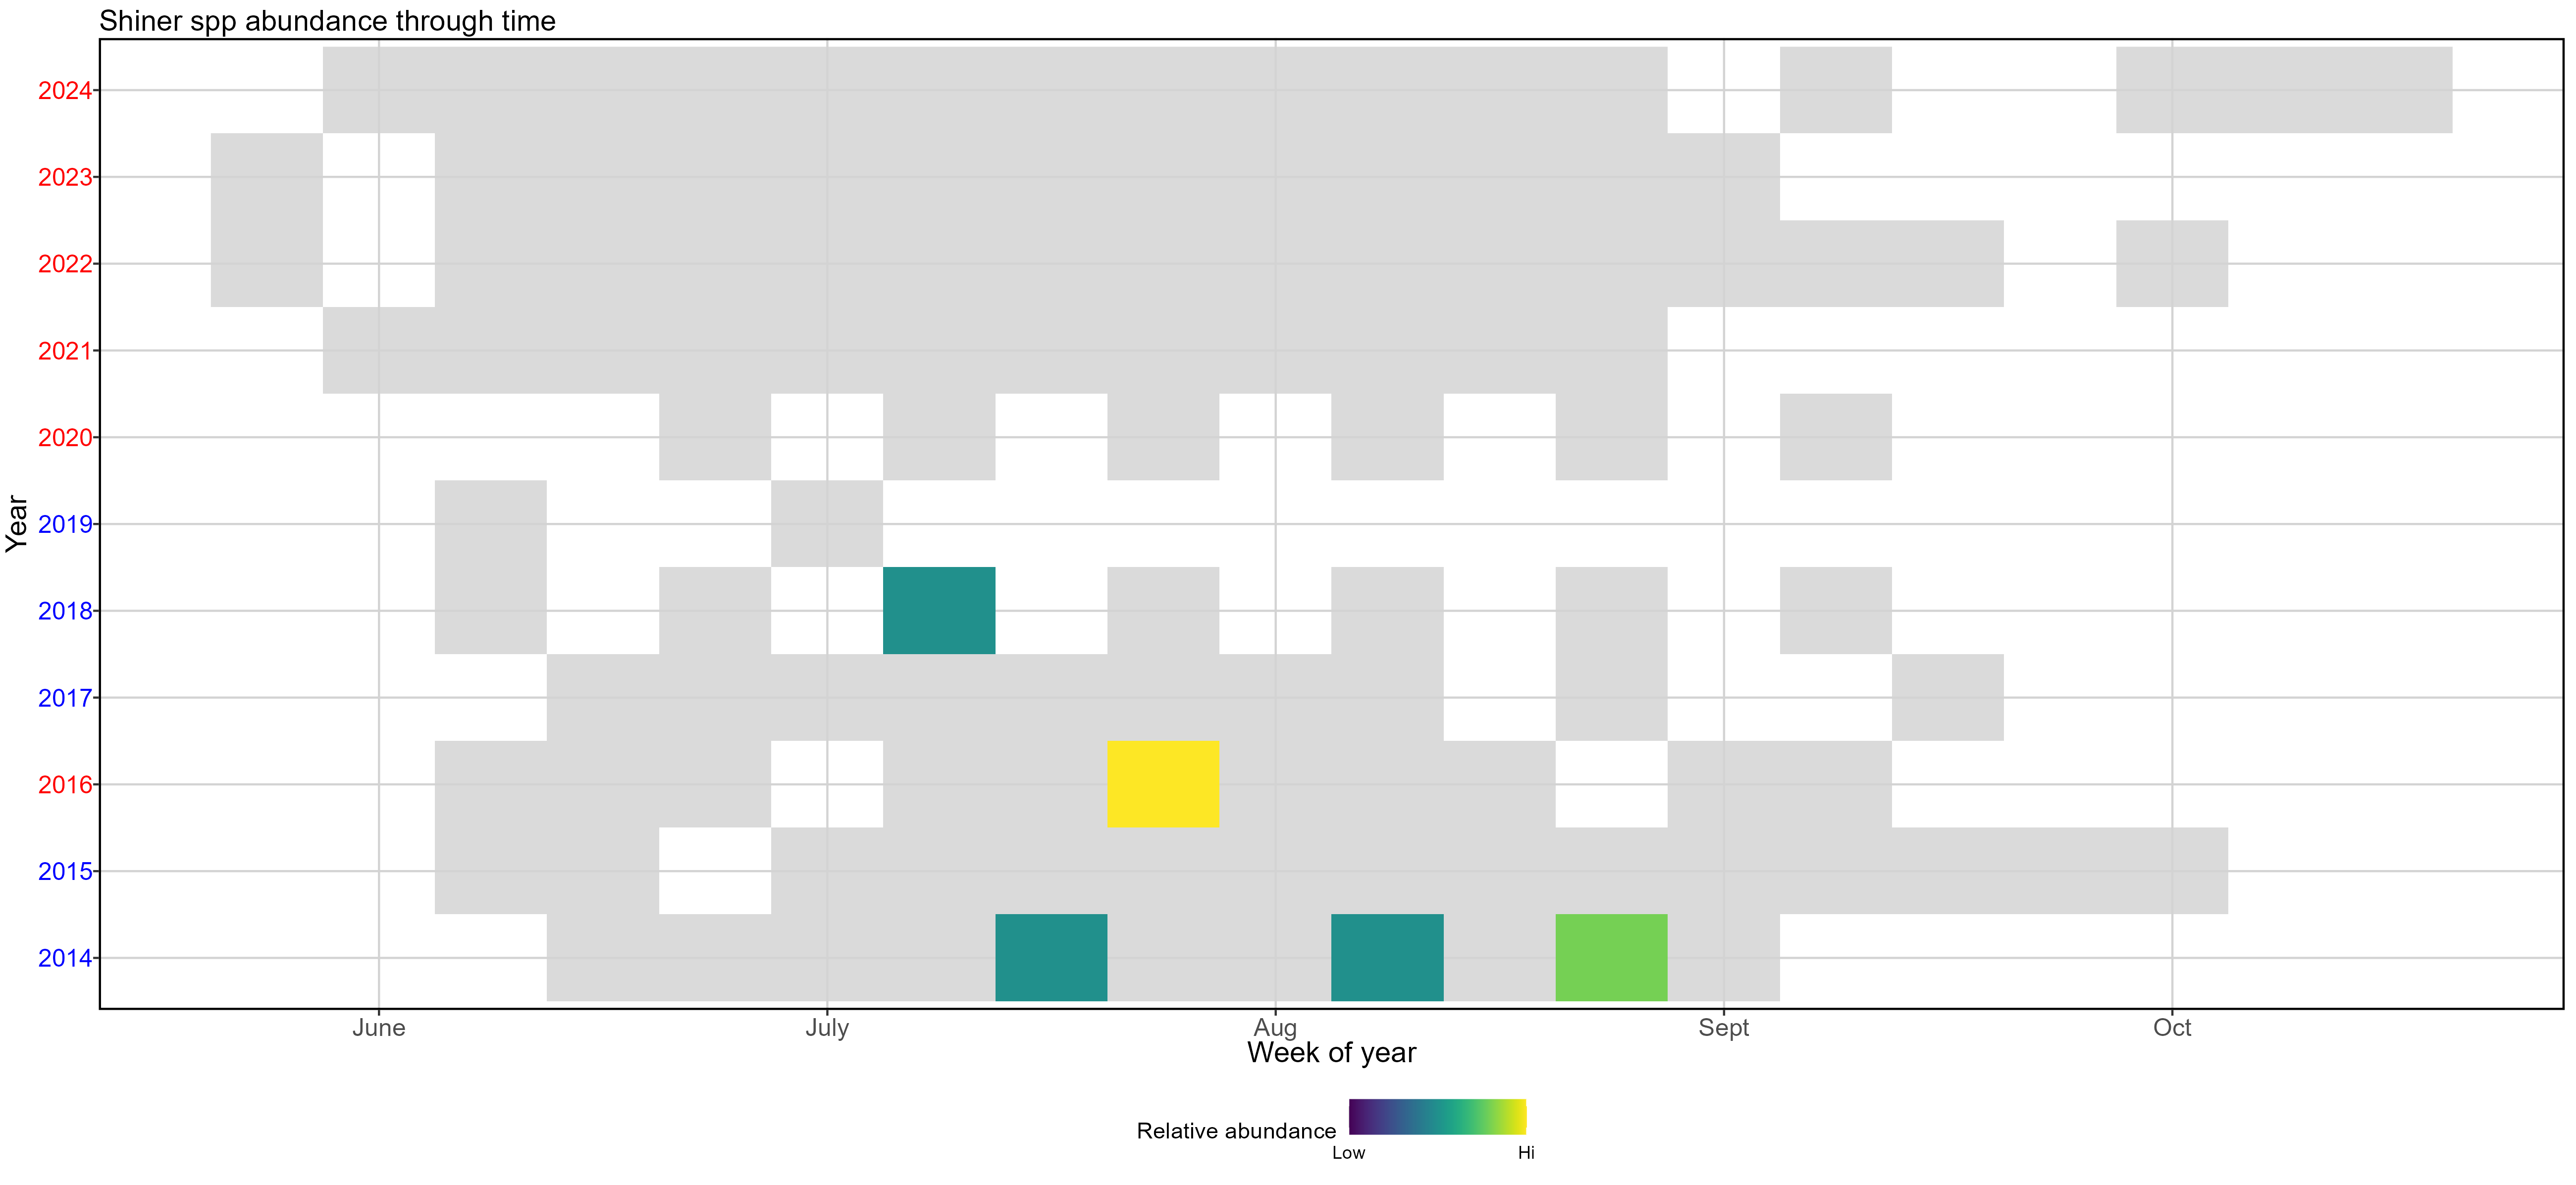 Shiner spp abundance through time
Year
2024
2023
2022
2021
2020
2019
2018
2017
2016
2015
2014
June July Aug Sept Oct
Week of year
Relative abundance
Low Hi